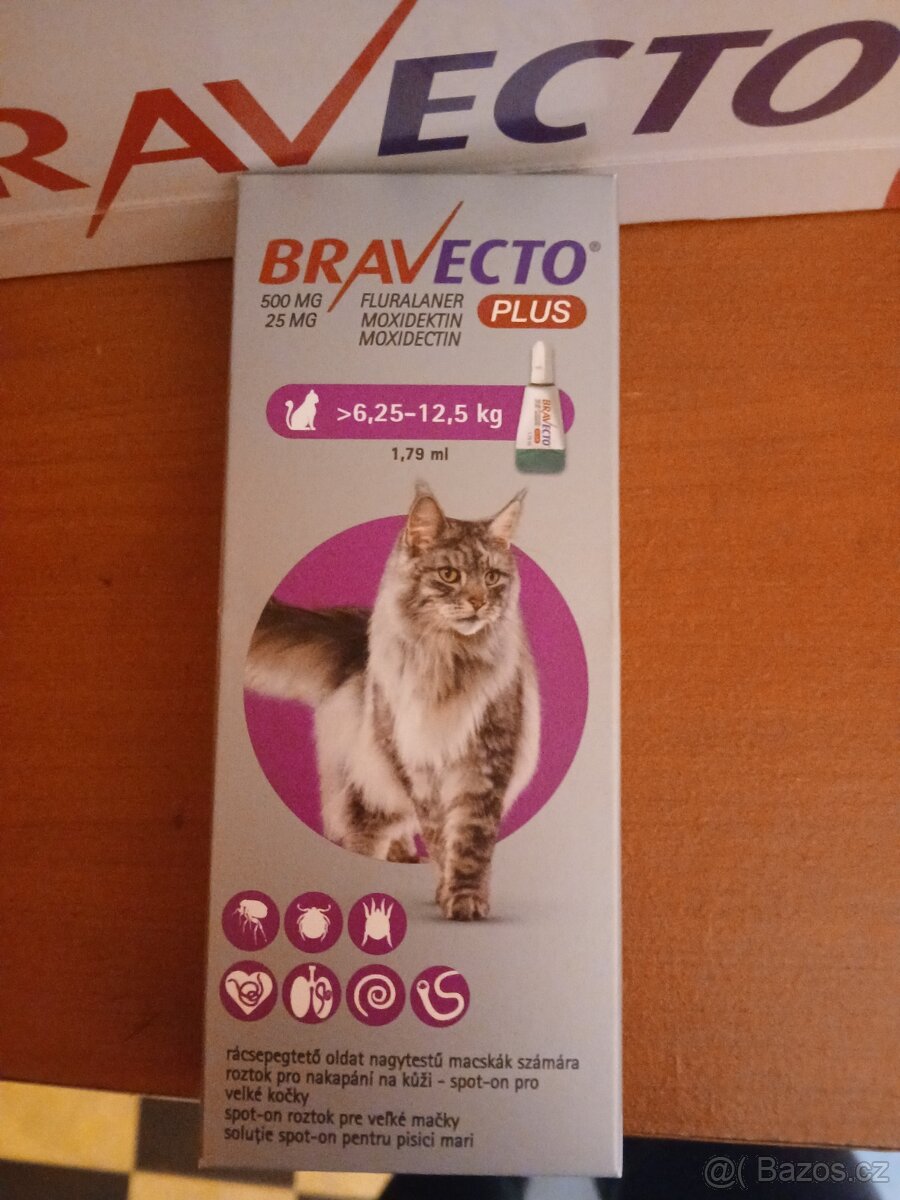 RAVECTO
BRAVECTO®
500 MG FLURALANER PLUS
25 MG MOXIDEKTIN
MOXIDECTIN
>6,25-12,5 kg
BRAVECTO
1,79 ml
rácsepegtető oldat nagytestű macskák számára
roztok pro nakapání na kůži - spot-on pro
velké kočky
spot-on roztok pre veľké mačky
soluție spot-on pentru pisici mari
@( Bazos.cz